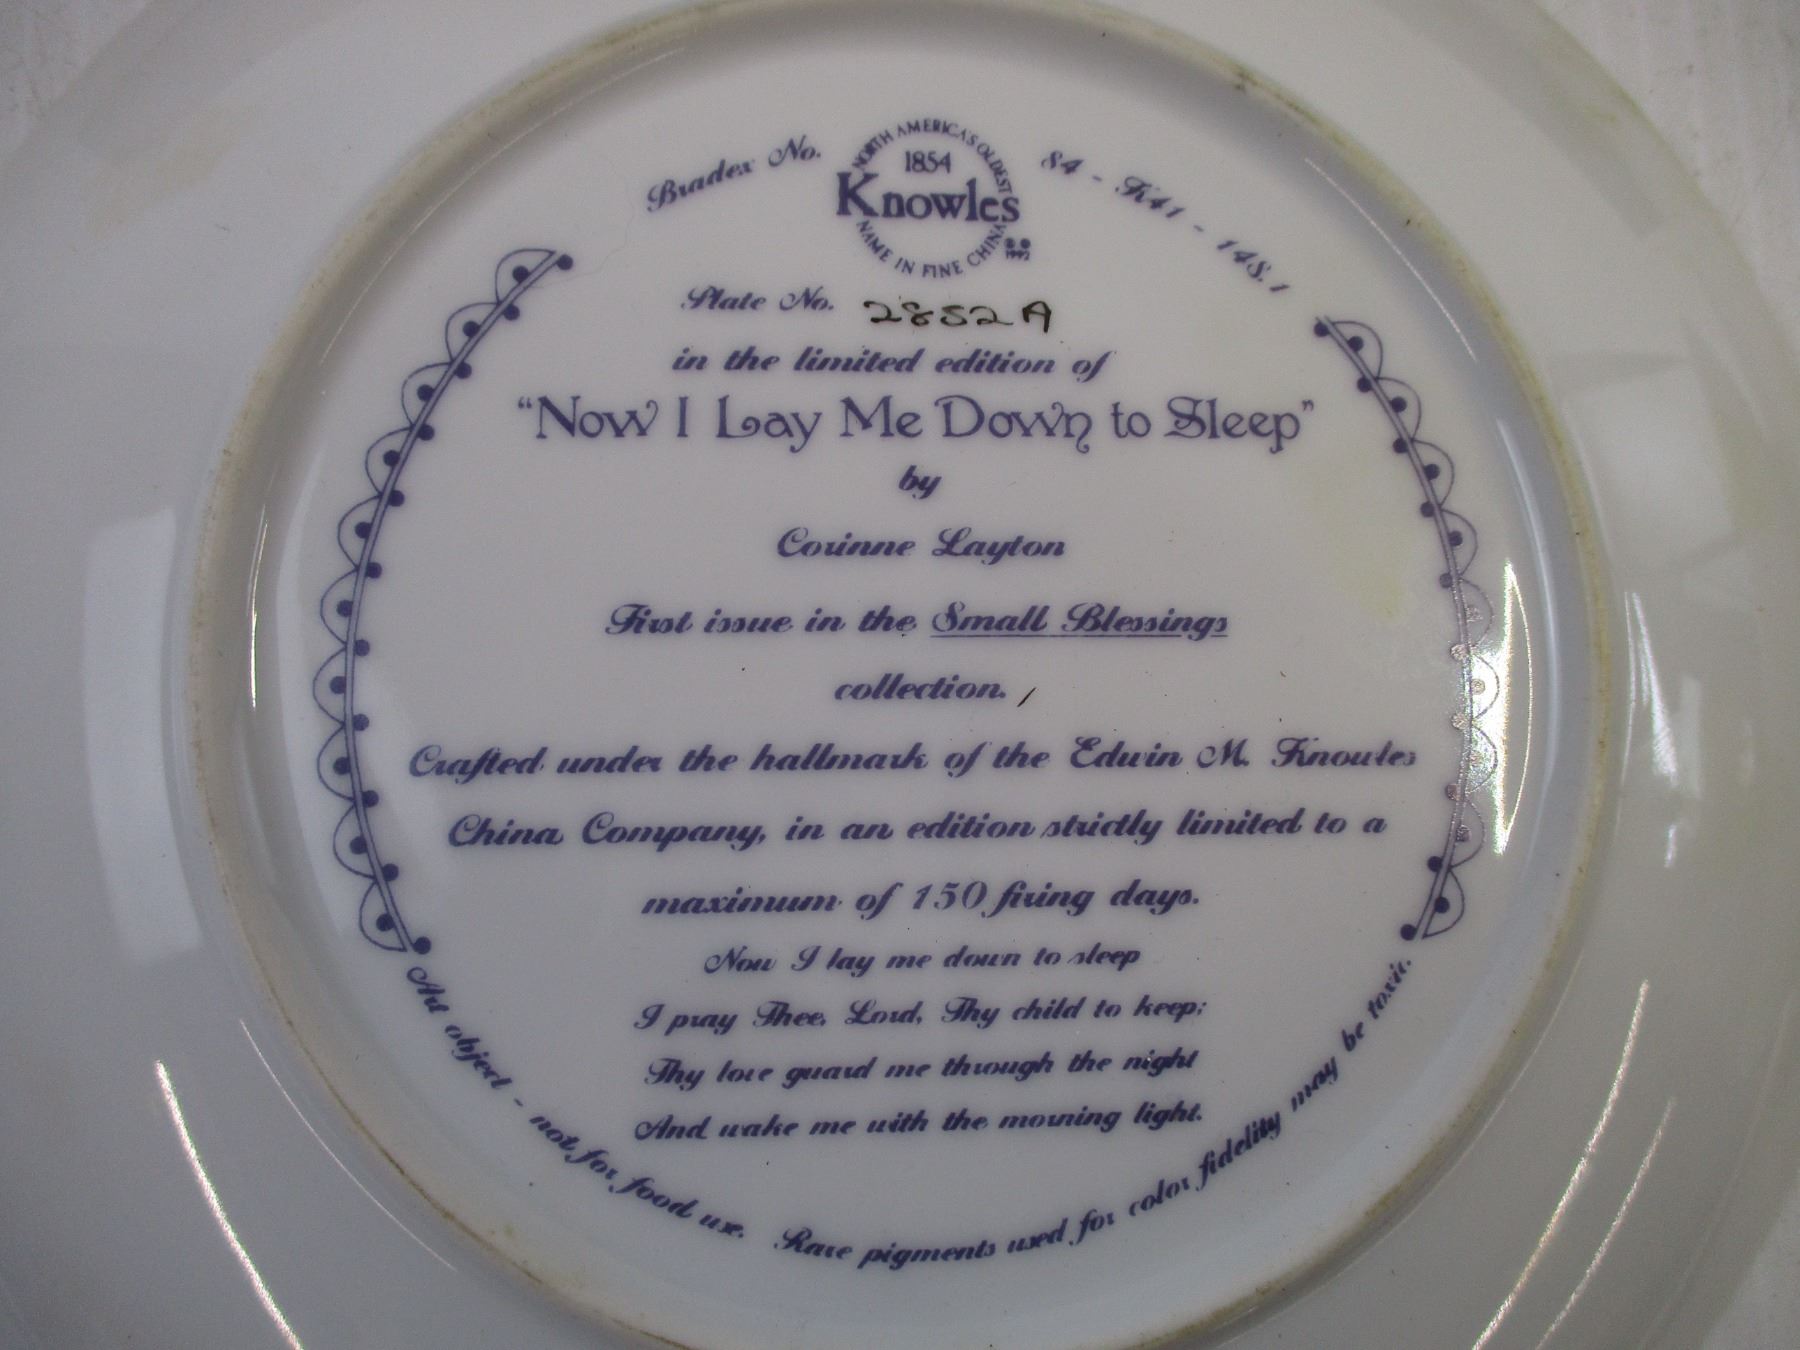 Bradex No. 84 - K41 - 14S.1
NORTH AMERICA'S OLDEST
1854
Knowles
NAME IN FINE CHINA
Plate No. 2852A
in the limited edition of
“Now I Lay Me Down to Sleep”
by
Corinne Layton
First issue in the Small Blessings
collection.
Crafted under the hallmark of the Edwin M. Knowles
China Company, in an edition strictly limited to a
maximum of 150 firing days.
Now I lay me down to sleep
I pray Thee, Lord, Thy child to keep;
Thy love guard me through the night
And wake me with the morning light.
Art object - not for food use. Rare pigments used for color fidelity may be toxic.